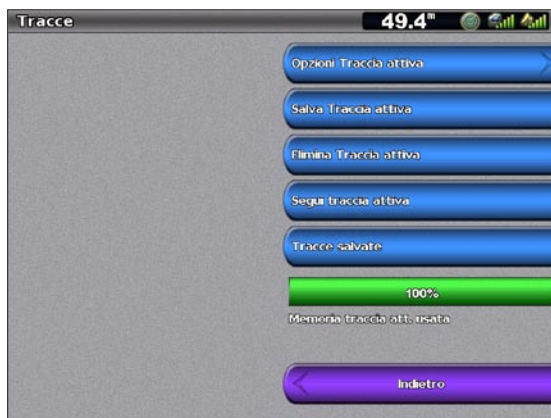 Tracce
49.4m
Opzioni Traccia attiva
Salva Traccia attiva
Elimina Traccia attiva
Segui traccia attiva
Tracce salvate
100%
Memoria traccia att. usata
Indietro